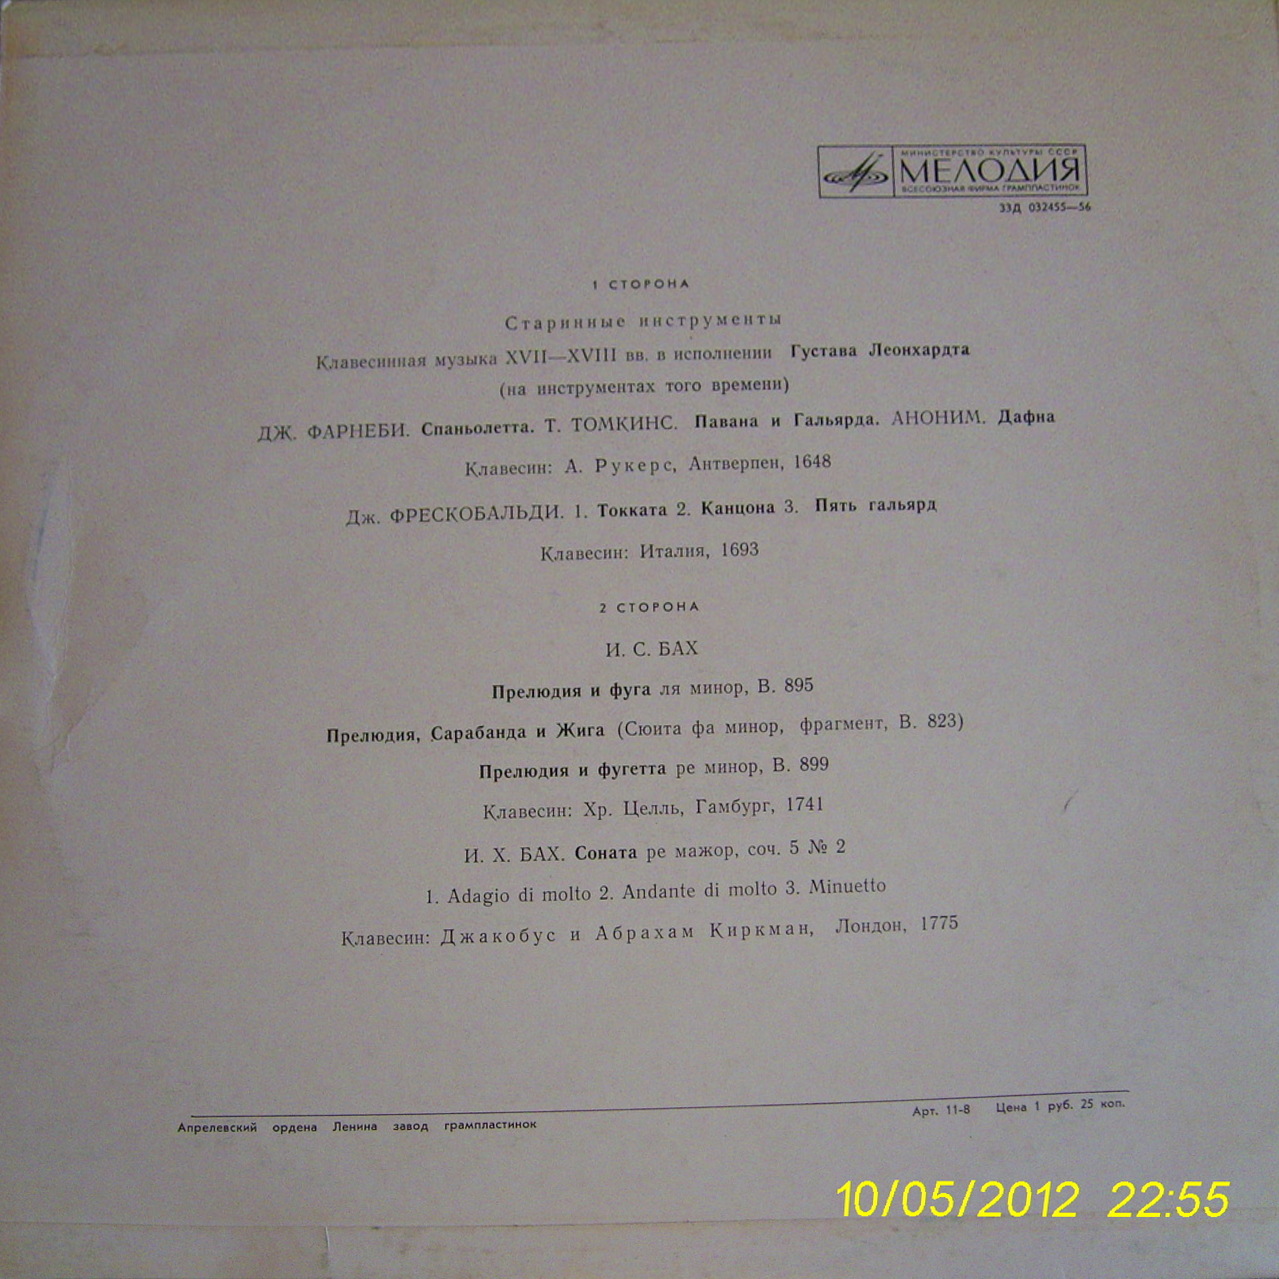 МИНИСТЕРСТВО КУЛЬТУРЫ СССР
МЕЛОДИЯ
ВСЕСОЮЗНАЯ ФИРМА ГРАМПЛАСТИНОК
33Д 032455—56
1 СТОРОНА
Старинные инструменты
Клавесинная музыка XVII—XVIII вв. в исполнении Густава Леонхардта
(на инструментах того времени)
ДЖ. ФАРНЕБИ. Спаньолетта. Т. ТОМКИНС. Павана и Гальярда. АНОНИМ. Дафна
Клавесин: А. Рукерс, Антверпен, 1648
Дж. ФРЕСКОБАЛЬДИ. 1. Токката 2. Канцона 3. Пять гальярд
Клавесин: Италия, 1693
2 СТОРОНА
И. С. БАХ
Прелюдия и фуга ля минор, В. 895
Прелюдия, Сарабанда и Жига (Сюита фа минор, фрагмент, В. 823)
Прелюдия и фугетта ре минор, В. 899
Клавесин: Хр. Целль, Гамбург, 1741
И. Х. БАХ. Соната ре мажор, соч. 5 № 2
1. Adagio di molto 2. Andante di molto 3. Minuetto
Клавесин: Джакобус и Абрахам Киркман, Лондон, 1775
Арт. 11-8 Цена 1 руб. 25 коп.
Апрелевский ордена Ленина завод грампластинок
10/05/2012 22:55